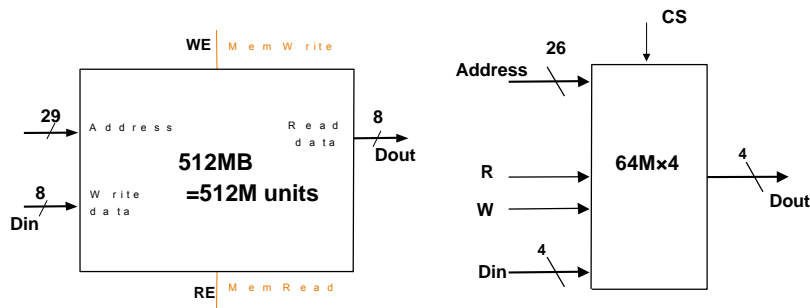 WE
Mem Write
29
Address
Read
data
8
Dout
512MB
=512M units
8
Write
data
Din
RE
Mem Read
CS
26
Address
64M×4
R
W
4
Dout
4
Din